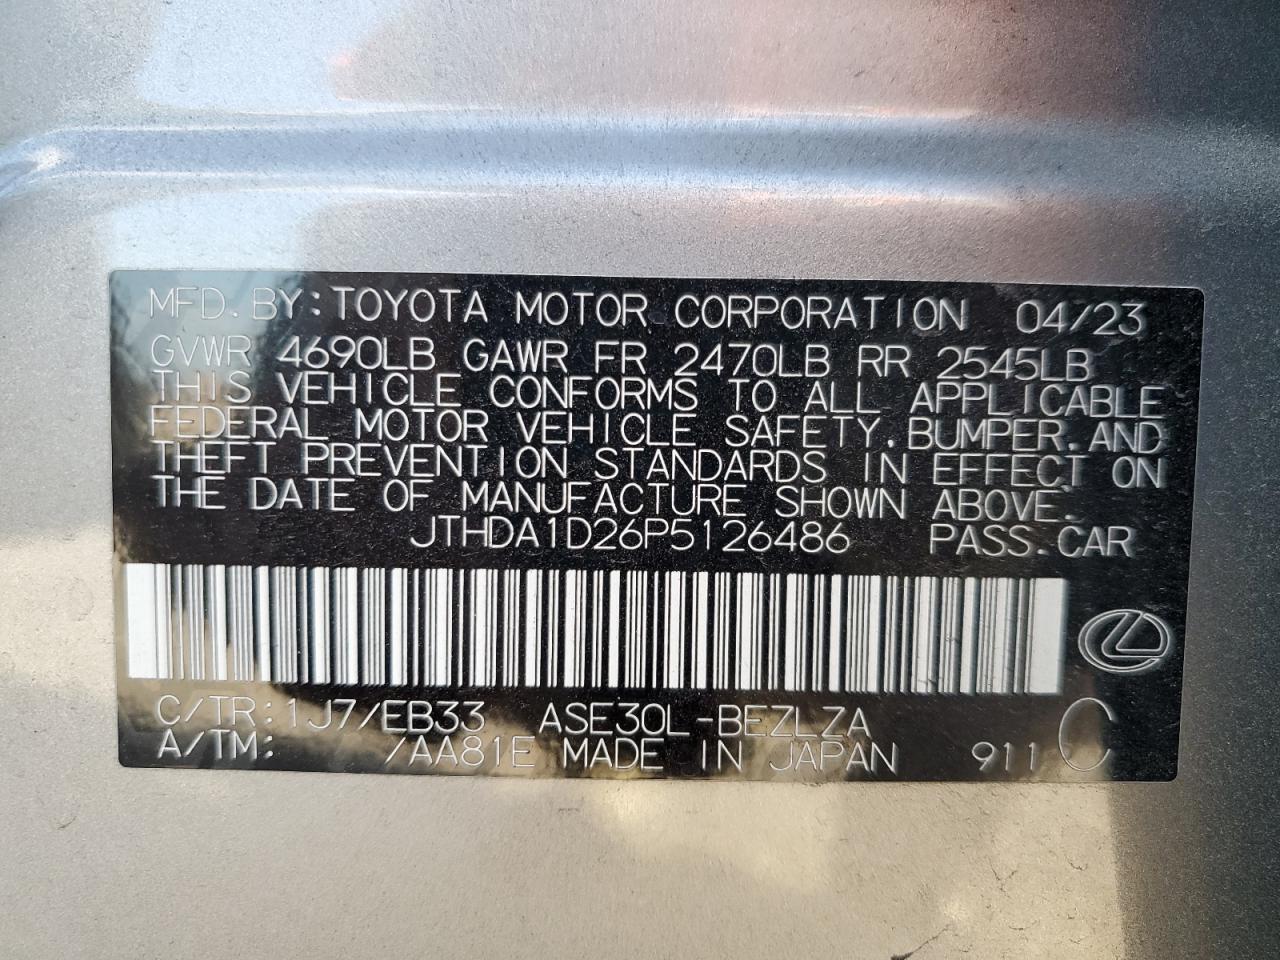 MFD. BY: TOYOTA MOTOR CORPORATION 04/23
GVWR 4690LB GAWR FR 2470LB RR 2545LB
THIS VEHICLE CONFORMS TO ALL APPLICABLE
FEDERAL MOTOR VEHICLE SAFETY, BUMPER, AND
THEFT PREVENTION STANDARDS IN EFFECT ON
THE DATE OF MANUFACTURE SHOWN ABOVE.
JTHDA1D26P5126486 PASS. CAR
C/TR: 1J7/EB33 ASE30L-BEZLZA C
A/TM: /AA81E MADE IN JAPAN 911